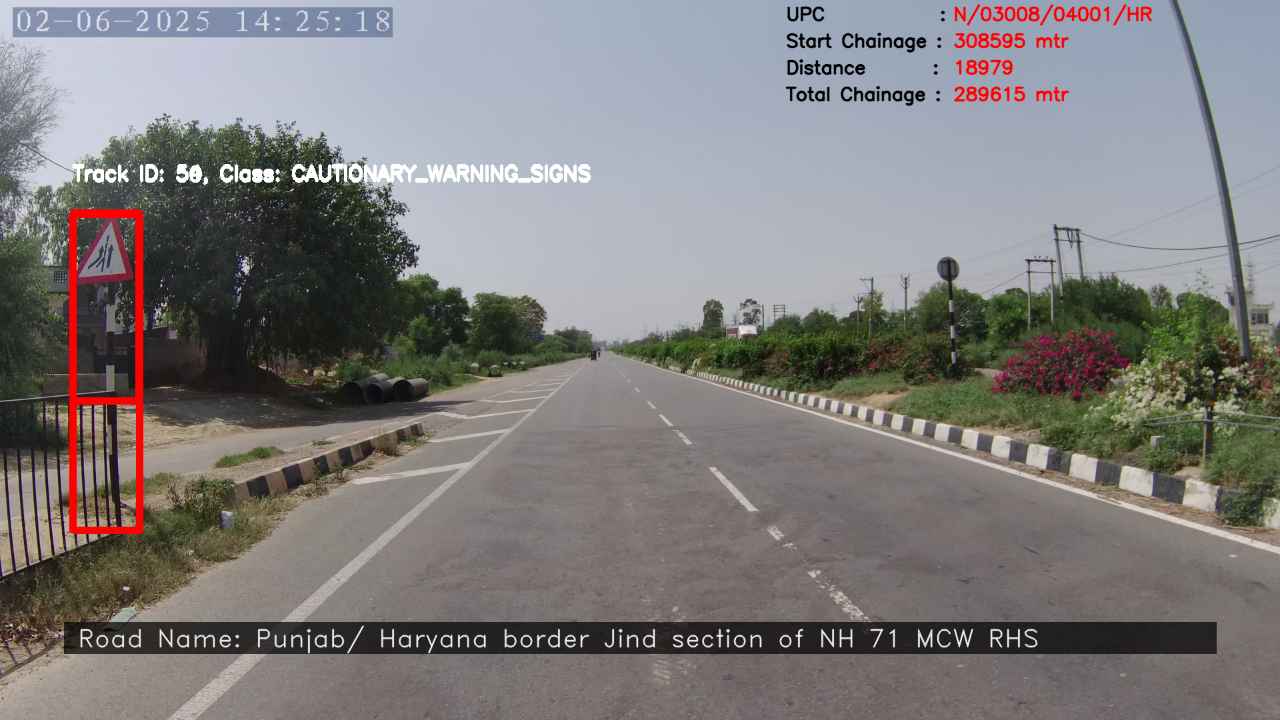 02-06-2025 14:25:18
UPC : N/03008/04001/HR
Start Chainage : 308595 mtr
Distance : 18979
Total Chainage : 289615 mtr
Track ID: 50, Class: CAUTIONARY_WARNING_SIGNS
Road Name: Punjab/ Haryana border Jind section of NH 71 MCW RHS